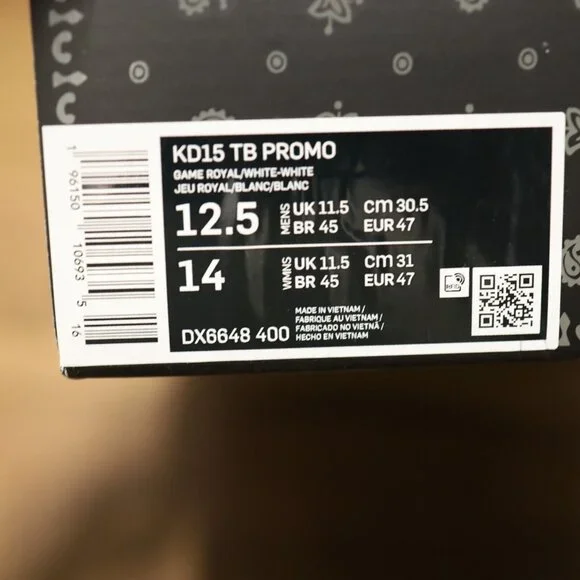 KD15 TB PROMO
GAME ROYAL/WHITE-WHITE
JEU ROYAL/BLANC/BLANC
12.5 MENS UK 11.5 CM 30.5
BR 45 EUR 47
14 WMNS UK 11.5 CM 31
BR 45 EUR 47
RFID
DX6648 400
MADE IN VIETNAM /
FABRIQUE AU VIETNAM /
FABRICADO NO VIETNÃ /
HECHO EN VIETNAM
1 96150 10693 5 16